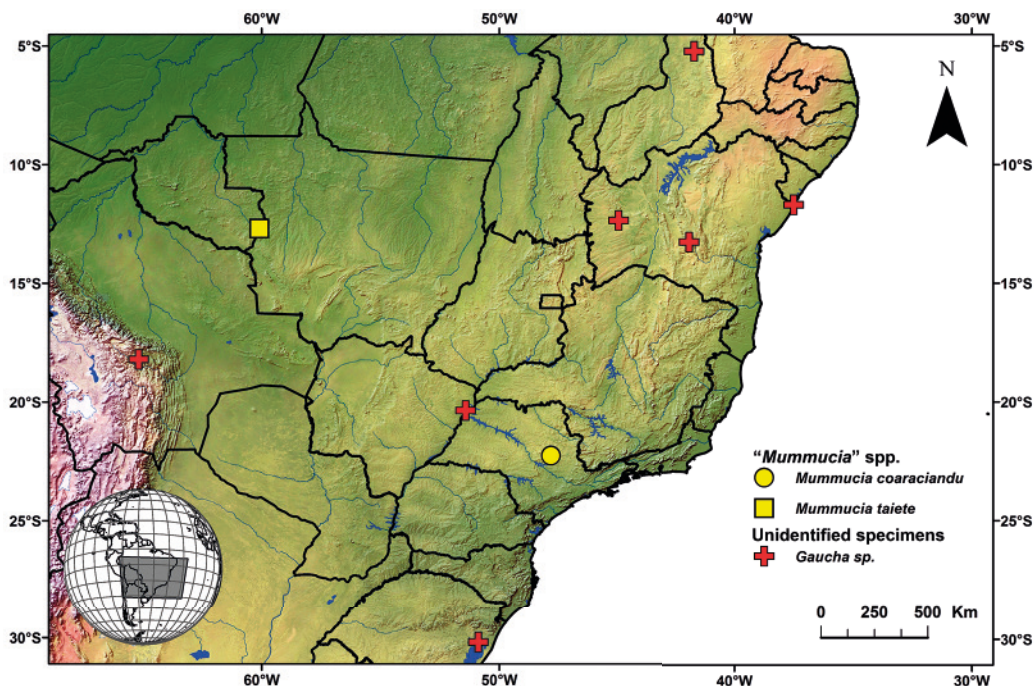 60°W 50°W 40°W 30°W
5°S 5°S
N
10°S 10°S
15°S 15°S
20°S 20°S
"Mummucia" spp.
Mummucia coaraciandu
Mummucia taiete
25°S 25°S
Unidentified specimens
Gaucha sp.
0 250 500 Km
30°S 30°S
60°W 50°W 40°W 30°W